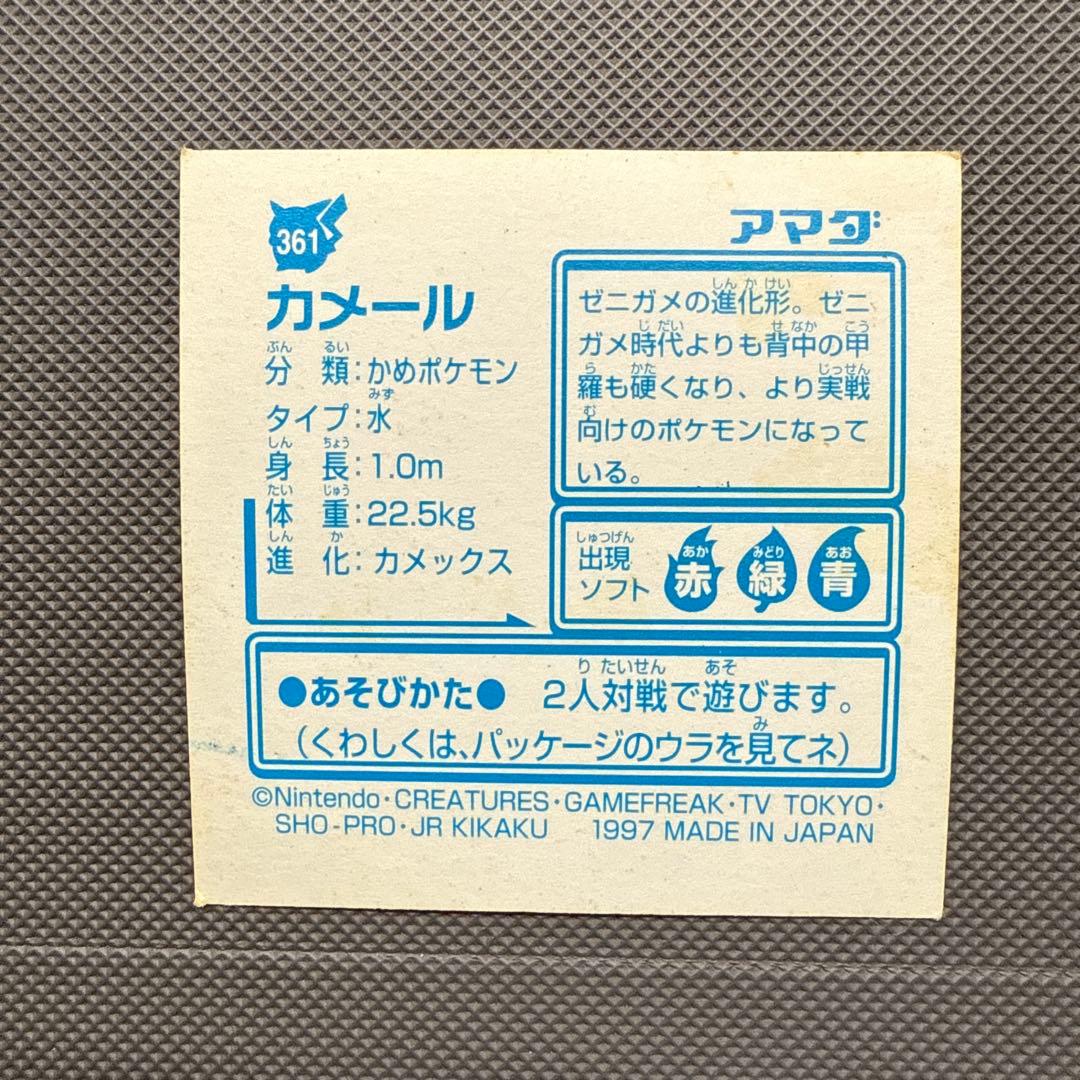 361
カメール
分類:かめポケモン
タイプ:水
身長:1.0m
体重:22.5kg
進化:カメックス
アマダ
ゼニガメの進化形。ゼニ
ガメ時代よりも背中の甲
羅も硬くなり、より実戦
向けのポケモンになって
いる。
出現
ソフト
赤 緑 青
●あそびかた● 2人対戦で遊びます。
(くわしくは、パッケージのウラを見てネ)
©Nintendo・CREATURES・GAMEFREAK・TV TOKYO・
SHO-PRO・JR KIKAKU 1997 MADE IN JAPAN